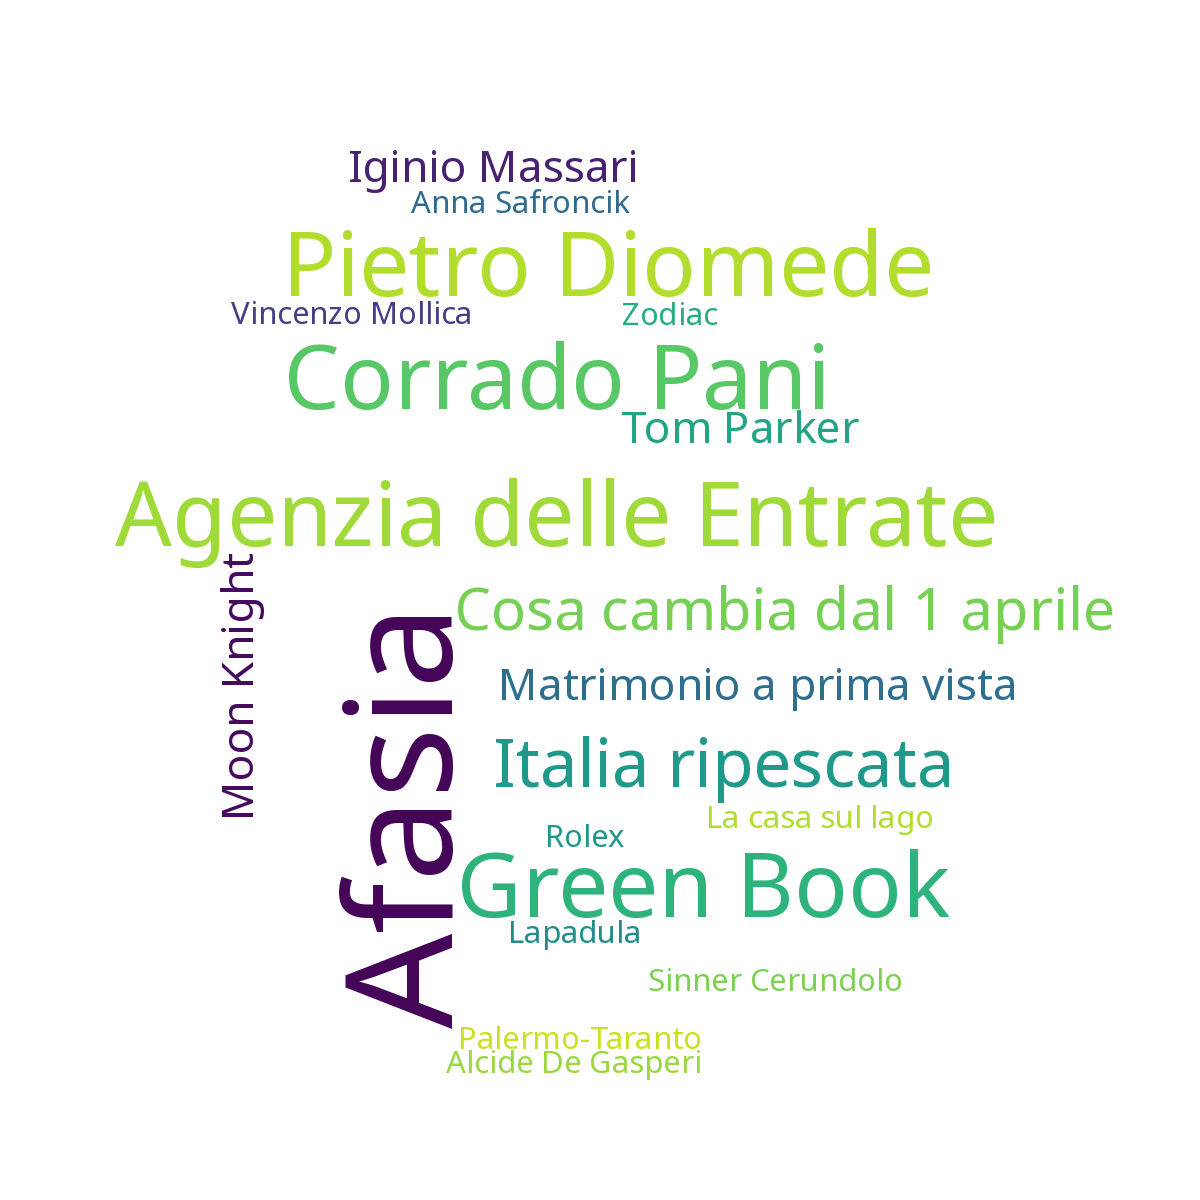 Iginio Massari
Anna Safroncik
Pietro Diomede
Vincenzo Mollica
Zodiac
Corrado Pani
Tom Parker
Agenzia delle Entrate
Moon Knight
Cosa cambia dal 1 aprile
Afasia
Matrimonio a prima vista
Italia ripescata
La casa sul lago
Rolex
Green Book
Lapadula
Sinner Cerundolo
Palermo-Taranto
Alcide De Gasperi